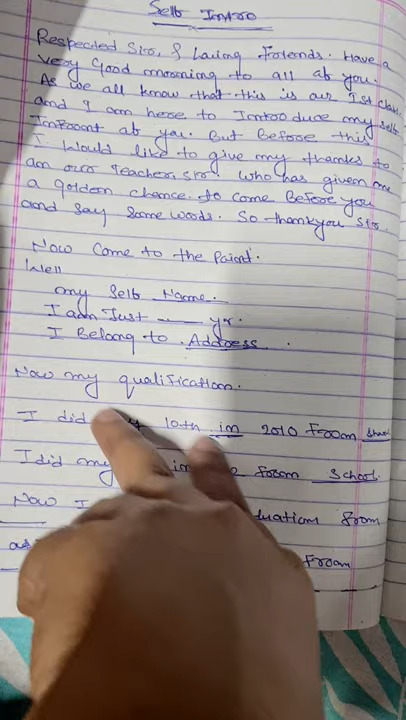 Self Intro
Respected Sir, & Loving Friends. Have a
very Good morning to all of you.
As we all know that this is our 1st class
and I am here to Introduce my self
Infront of you. But Before this
I would like to give my thanks to
an our teacher, sir who has given me
a golden chance to come Before you
and say Some words. So thankyou sir.
Now Come to the Paint.
Well
my Self Name.
I am Just yr.
I Belong to Address .
Now my qualification.
I did 10th in 2010 From School
I did my in From School.
Now I duation from
as From